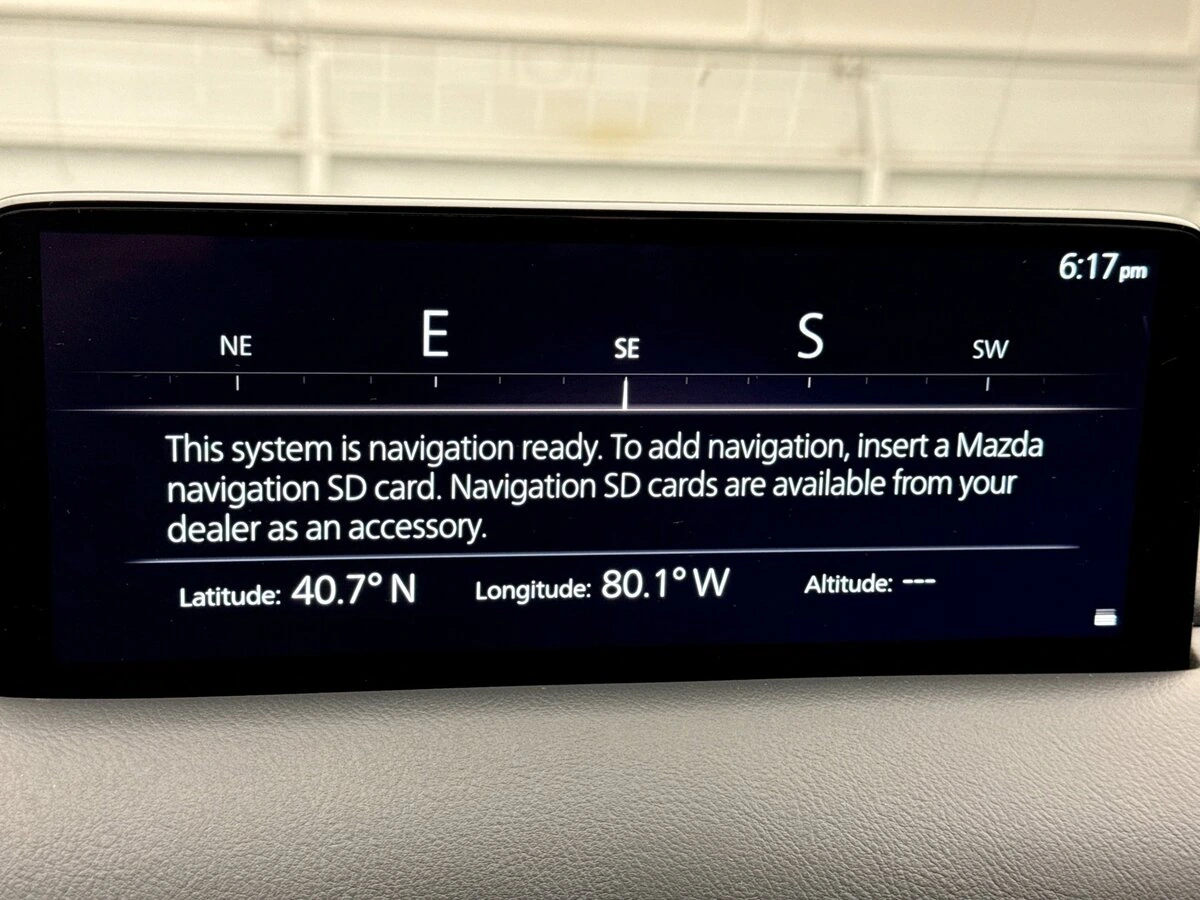 6:17pm
NE E SE S SW
This system is navigation ready. To add navigation, insert a Mazda
navigation SD card. Navigation SD cards are available from your
dealer as an accessory.
Latitude: 40.7° N Longitude: 80.1° W Altitude: ---